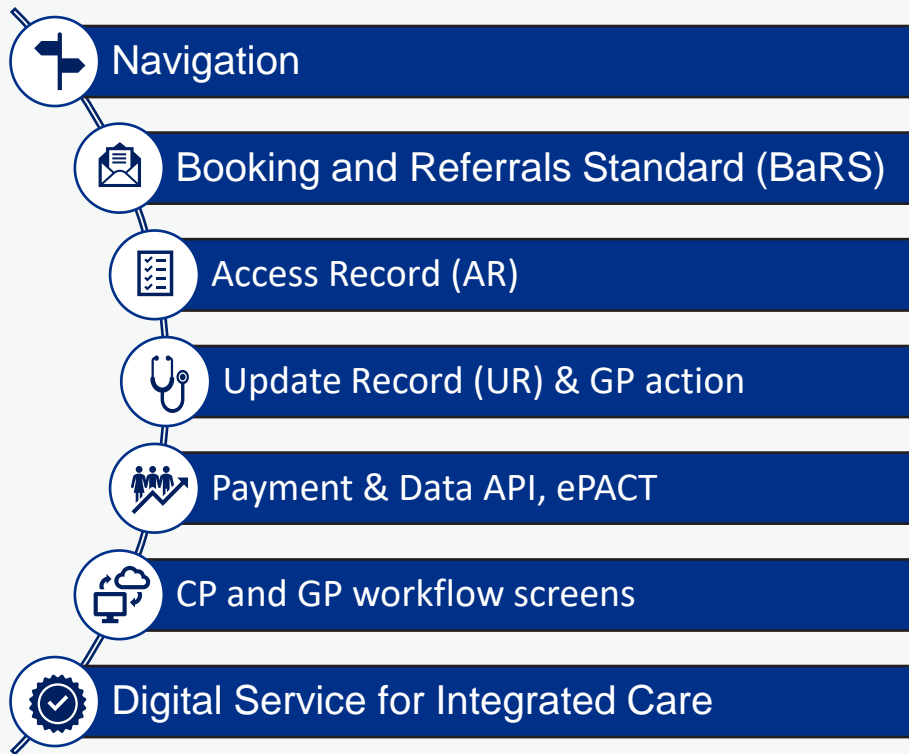 Navigation
Booking and Referrals Standard (BaRS)
Access Record (AR)
Update Record (UR) & GP action
Payment & Data API, ePACT
CP and GP workflow screens
Digital Service for Integrated Care